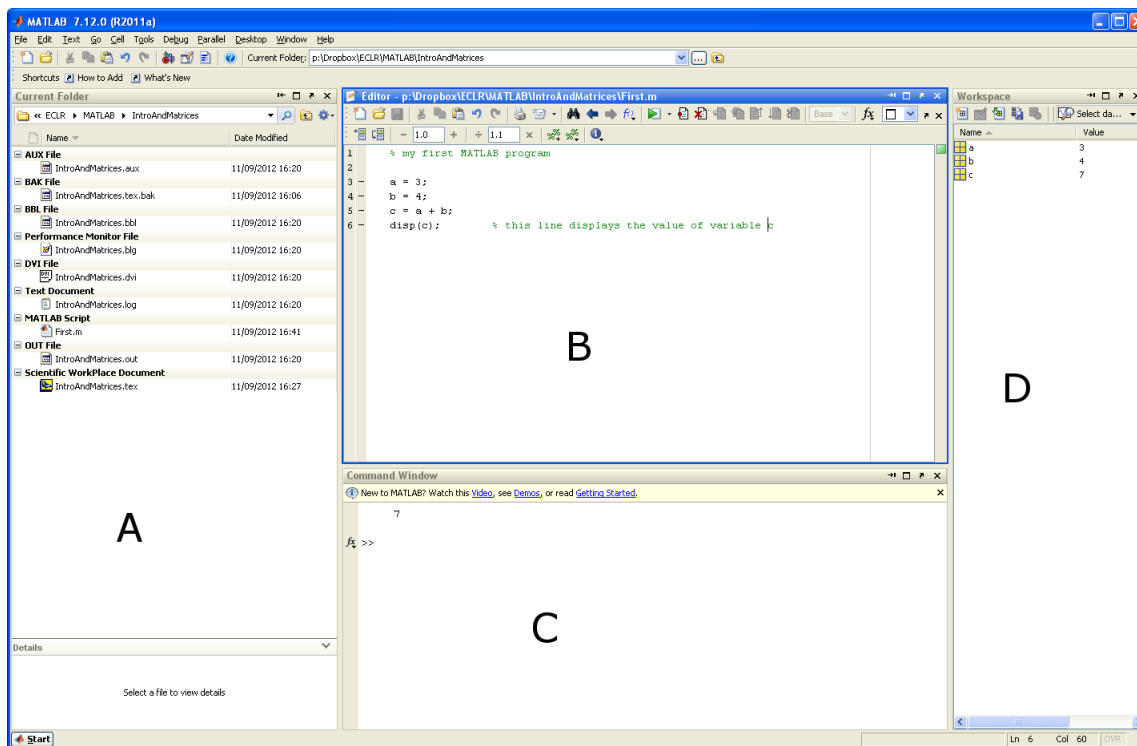 MATLAB 7.12.0 (R2011a)
File Edit Text Go Cell Tools Debug Parallel Desktop Window Help
Current Folder: p:\Dropbox\ECLR\MATLAB\IntroAndMatrices
Shortcuts How to Add What's New
Current Folder
« ECLR MATLAB IntroAndMatrices
Name Date Modified
AUX File
IntroAndMatrices.aux 11/09/2012 16:20
BAK File
IntroAndMatrices.tex.bak 11/09/2012 16:06
BBL File
IntroAndMatrices.bbl 11/09/2012 16:20
Performance Monitor File
IntroAndMatrices.blg 11/09/2012 16:20
DVI File
IntroAndMatrices.dvi 11/09/2012 16:20
Text Document
IntroAndMatrices.log 11/09/2012 16:20
MATLAB Script
First.m 11/09/2012 16:41
OUT File
IntroAndMatrices.out 11/09/2012 16:20
Scientific WorkPlace Document
IntroAndMatrices.tex 11/09/2012 16:27
A
Details
Select a file to view details
Editor - p:\Dropbox\ECLR\MATLAB\IntroAndMatrices\First.m
Base fx
− 1.0 + ÷ 1.1 ×
1 % my first MATLAB program
2
3 – a = 3;
4 – b = 4;
5 – c = a + b;
6 – disp(c); % this line displays the value of variable c
B
Command Window
New to MATLAB? Watch this Video, see Demos, or read Getting Started.
7
fx >>
C
Workspace
Select da...
Name Value
a 3
b 4
c 7
D
Start
Ln 6 Col 60 OVR